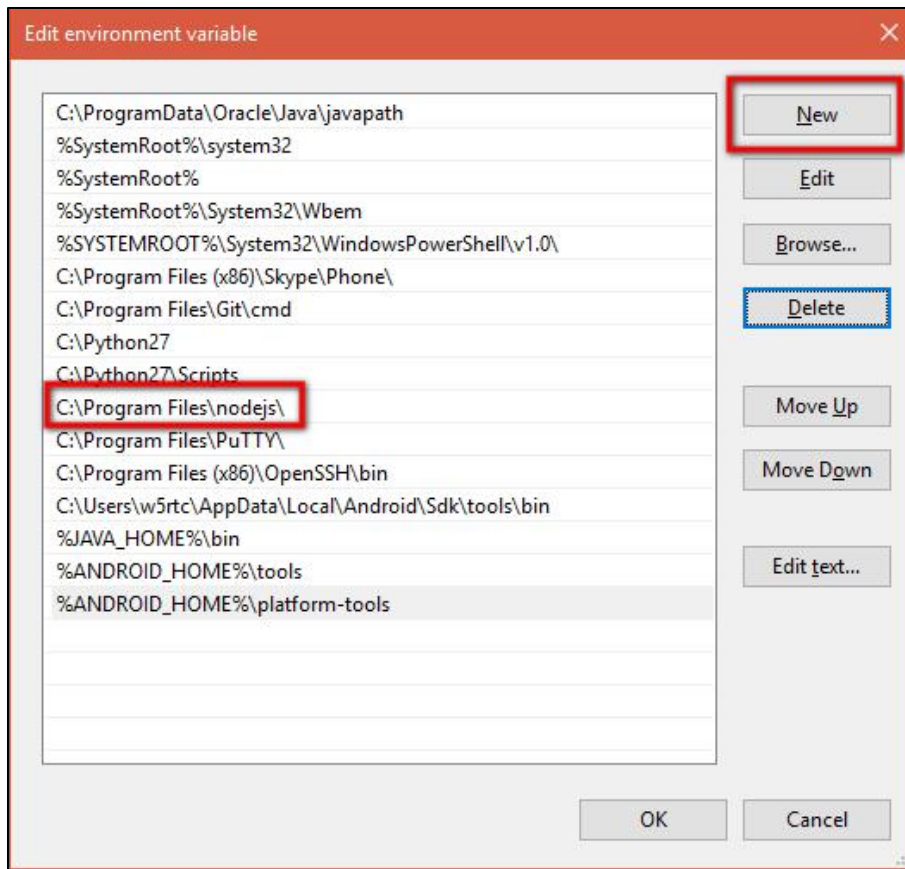 Edit environment variable
C:\ProgramData\Oracle\Java\javapath
%SystemRoot%\system32
%SystemRoot%
%SystemRoot%\System32\Wbem
%SYSTEMROOT%\System32\WindowsPowerShell\v1.0\
C:\Program Files (x86)\Skype\Phone\
C:\Program Files\Git\cmd
C:\Python27
C:\Python27\Scripts
C:\Program Files\nodejs\
C:\Program Files\PuTTY\
C:\Program Files (x86)\OpenSSH\bin
C:\Users\w5rtc\AppData\Local\Android\Sdk\tools\bin
%JAVA_HOME%\bin
%ANDROID_HOME%\tools
%ANDROID_HOME%\platform-tools
New
Edit
Browse...
Delete
Move Up
Move Down
Edit text...
OK
Cancel